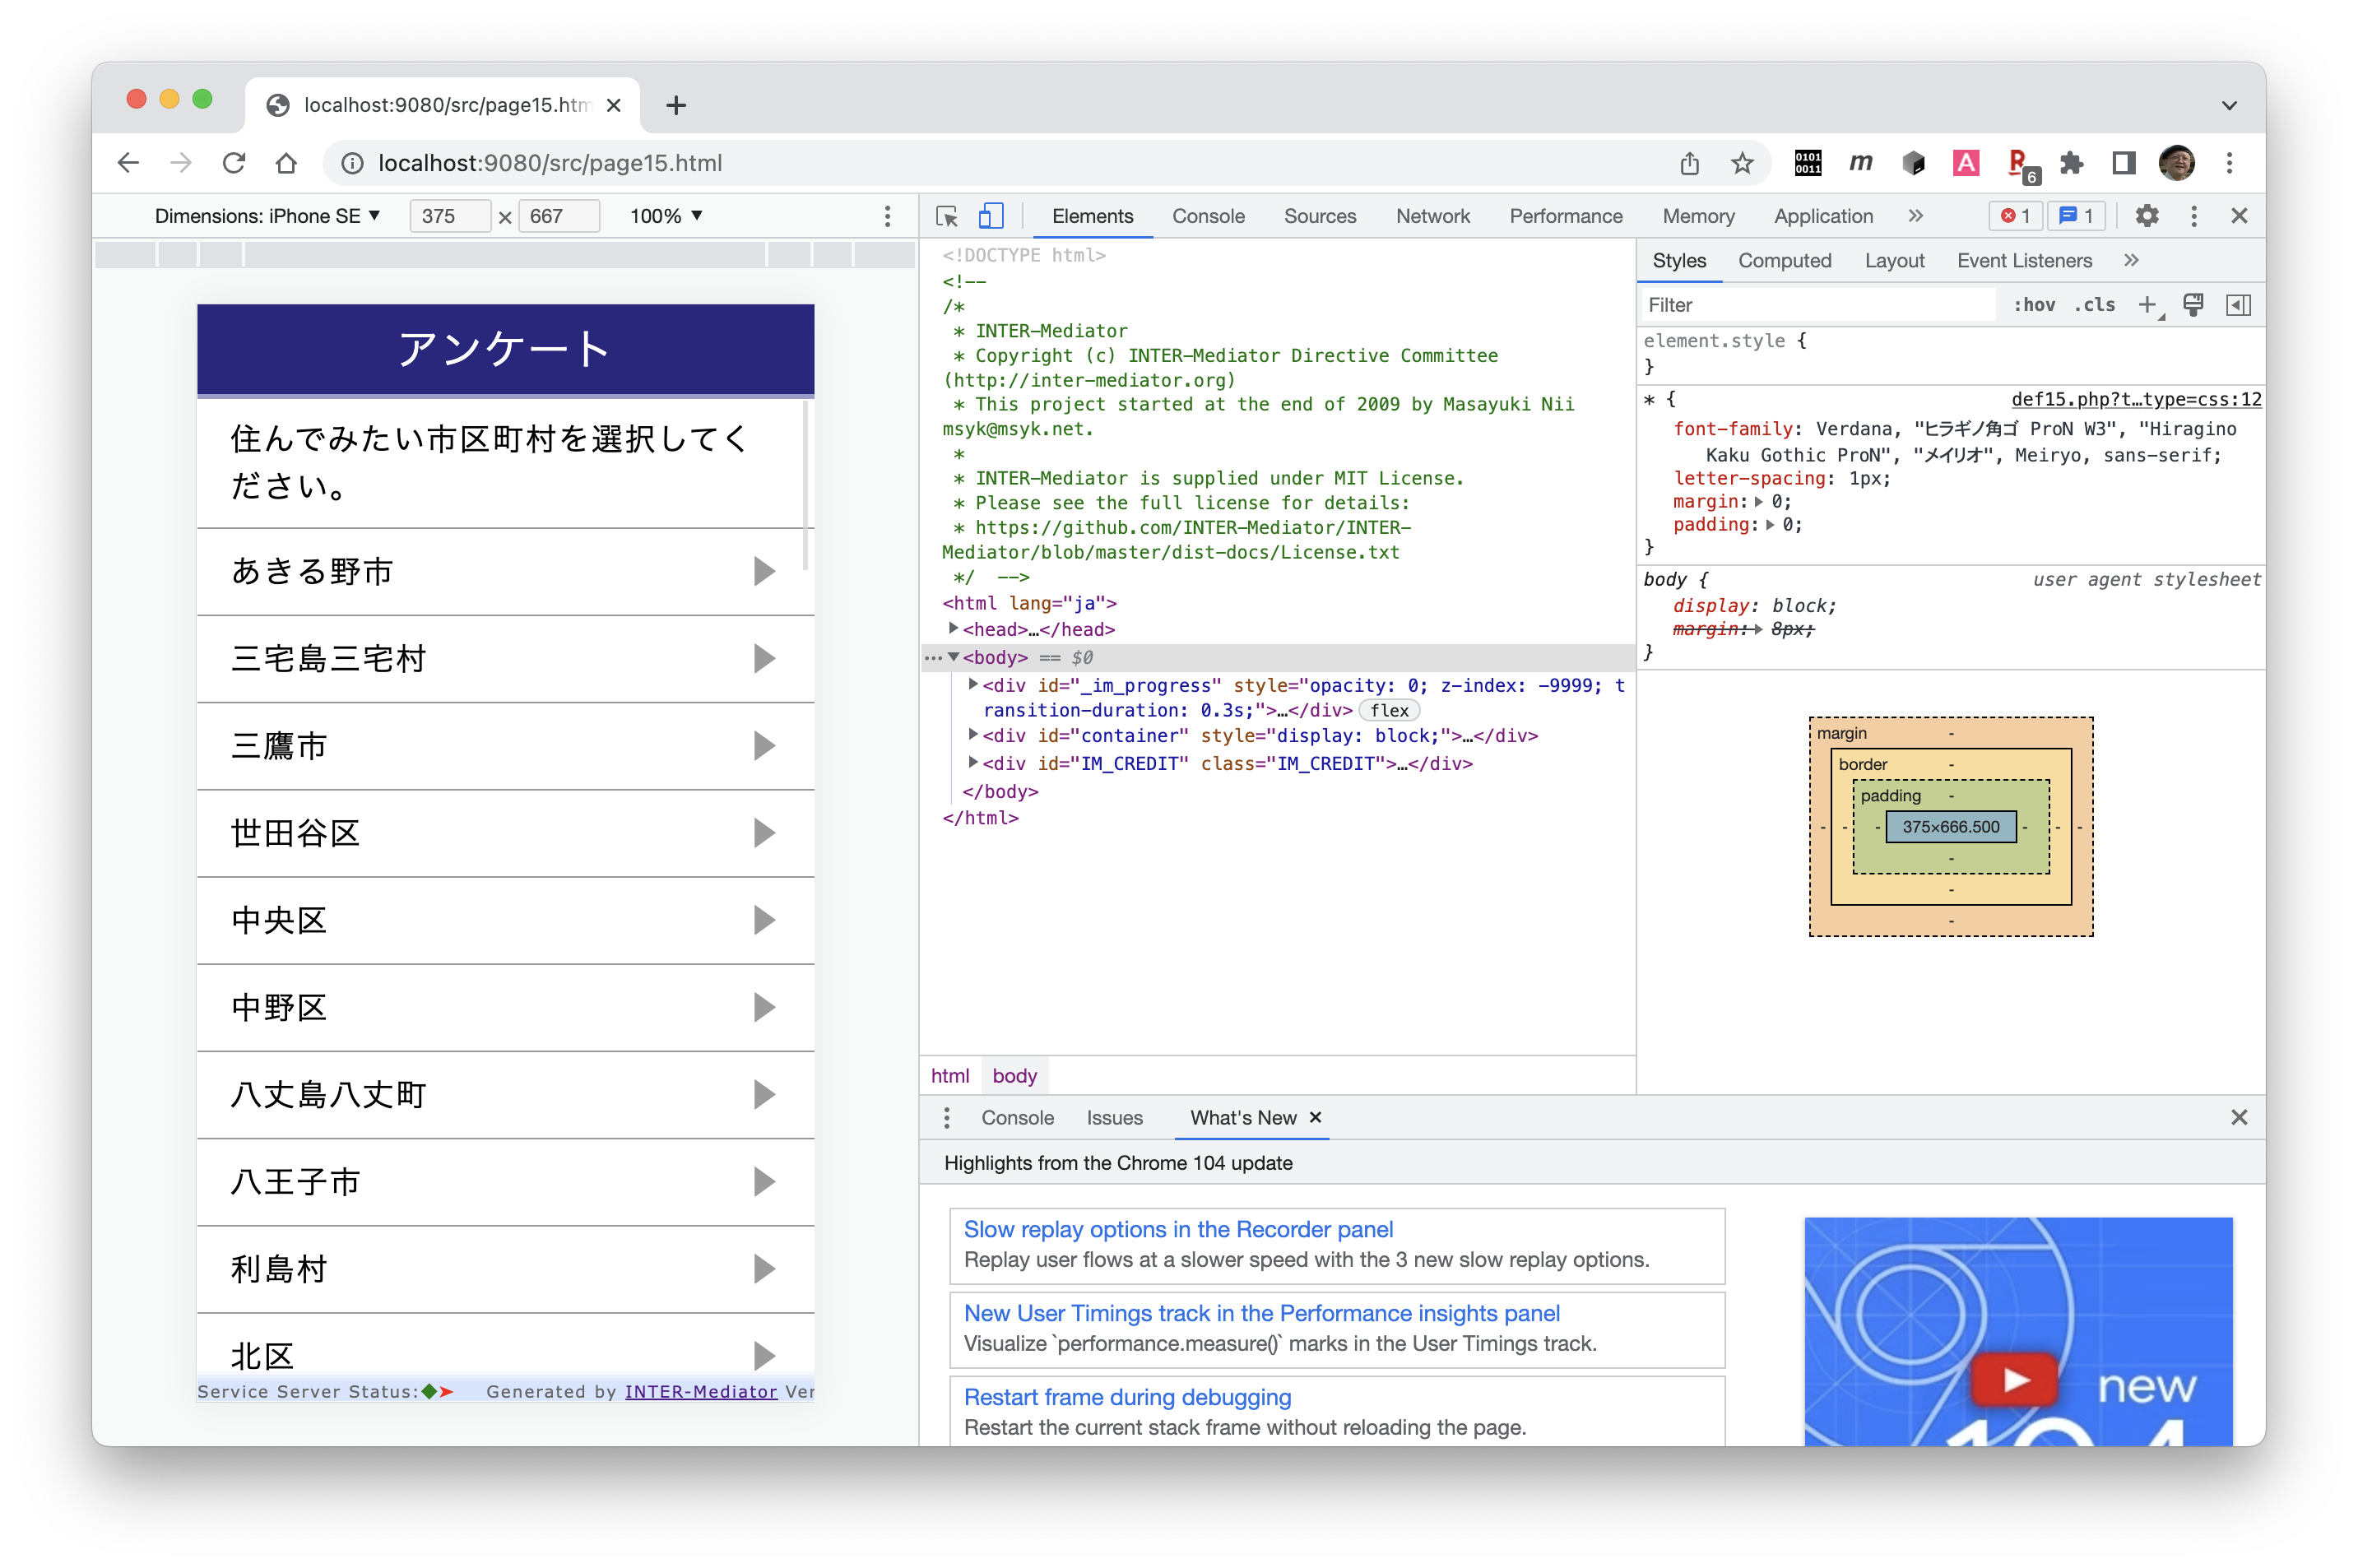 localhost:9080/src/page15.htm
localhost:9080/src/page15.html
0101
0011
m
A
R
6
Dimensions: iPhone SE ▼ 375 × 667 100% ▼
Elements Console Sources Network Performance Memory Application » 1 1
アンケート
住んでみたい市区町村を選択してく
ださい。
あきる野市
三宅島三宅村
三鷹市
世田谷区
中央区
中野区
八丈島八丈町
八王子市
利島村
北区
Service Server Status: Generated by INTER-Mediator Ver
<!DOCTYPE html>
<!--
/*
* INTER-Mediator
* Copyright (c) INTER-Mediator Directive Committee
(http://inter-mediator.org)
* This project started at the end of 2009 by Masayuki Nii
msyk@msyk.net.
*
* INTER-Mediator is supplied under MIT License.
* Please see the full license for details:
* https://github.com/INTER-Mediator/INTER-
Mediator/blob/master/dist-docs/License.txt
*/ -->
<html lang="ja">
<head>…</head>
<body> == $0
<div id="_im_progress" style="opacity: 0; z-index: -9999; t
ransition-duration: 0.3s;">…</div> flex
<div id="container" style="display: block;">…</div>
<div id="IM_CREDIT" class="IM_CREDIT">…</div>
</body>
</html>
html body
Styles Computed Layout Event Listeners »
Filter :hov .cls +
element.style {
}
* { def15.php?t…type=css:12
font-family: Verdana, "ヒラギノ角ゴ ProN W3", "Hiragino
Kaku Gothic ProN", "メイリオ", Meiryo, sans-serif;
letter-spacing: 1px;
margin: 0;
padding: 0;
}
body { user agent stylesheet
display: block;
margin: 8px;
}
margin -
border -
padding -
- - - 375×666.500 - - -
-
-
-
Console Issues What's New ×
Highlights from the Chrome 104 update
Slow replay options in the Recorder panel
Replay user flows at a slower speed with the 3 new slow replay options.
New User Timings track in the Performance insights panel
Visualize `performance.measure()` marks in the User Timings track.
Restart frame during debugging
Restart the current stack frame without reloading the page.
new
104